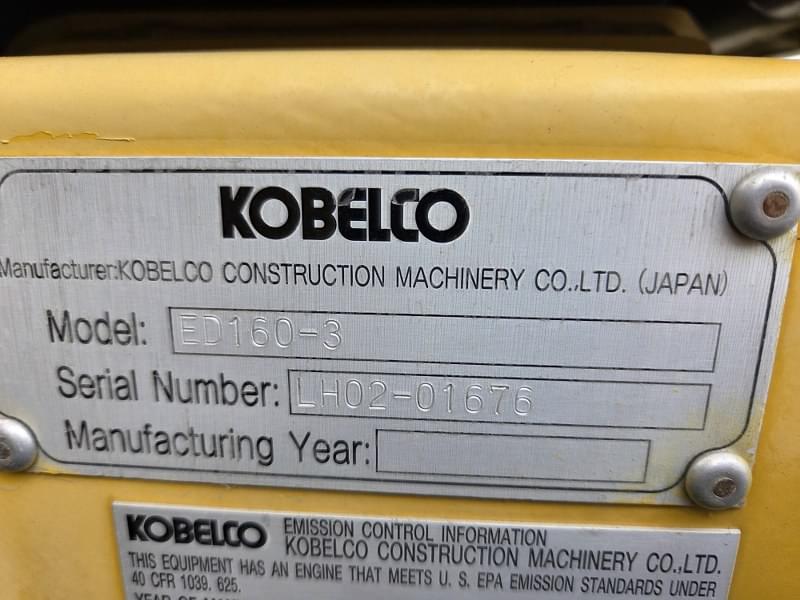 KOBELCO
Manufacturer:KOBELCO CONSTRUCTION MACHINERY CO.,LTD. (JAPAN)
Model: ED160-3
Serial Number: LH02-01676
Manufacturing Year:
KOBELCO EMISSION CONTROL INFORMATION
KOBELCO CONSTRUCTION MACHINERY CO.,LTD.
THIS EQUIPMENT HAS AN ENGINE THAT MEETS U. S. EPA EMISSION STANDARDS UNDER
40 CFR 1039. 625.
YEAR OF